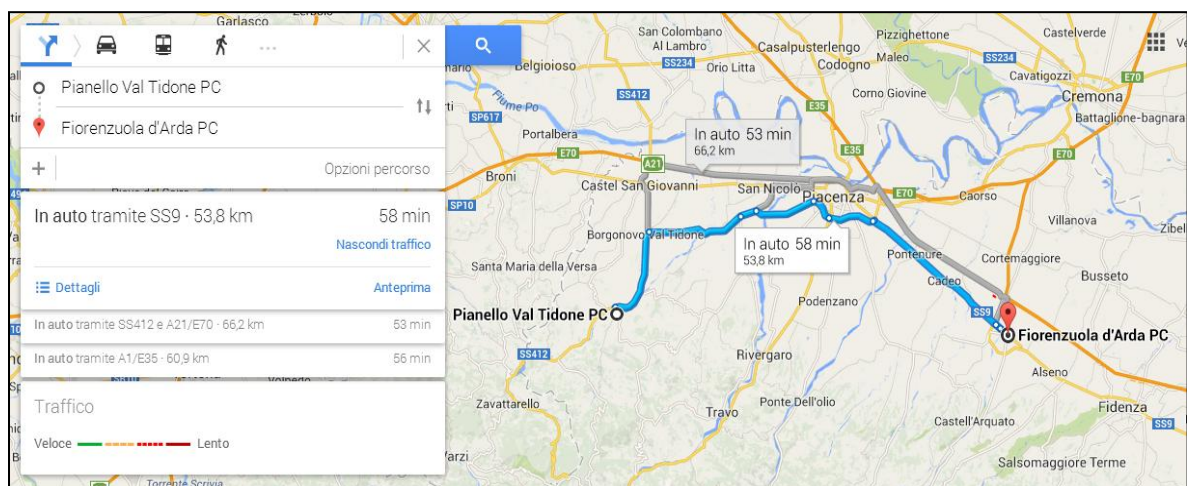 Pianello Val Tidone PC
Fiorenzuola d'Arda PC
Opzioni percorso
In auto tramite SS9 · 53,8 km
58 min
Nascondi traffico
Dettagli
Anteprima
In auto tramite SS412 e A21/E70 · 66,2 km
53 min
In auto tramite A1/E35 · 60,9 km
56 min
Traffico
Veloce
Lento
Garlasco
Belgioioso
San Colombano
Al Lambro
Casalpusterlengo
Pizzighettone
Castelverde
SS234
Orio Litta
Codogno
Maleo
SS234
Cavatigozzi
E70
Cremona
Corno Giovine
Battaglione-bagnara
Fiume Po
SS412
E35
SP617
Portalbera
In auto 53 min
66,2 km
E70
A21
E35
E70
Broni
Castel San Giovanni
San Nicolò
Piacenza
E70
Caorso
SP10
Villanova
Borgonovo Val Tidone
In auto 58 min
53,8 km
Pontenure
Cortemaggiore
Santa Maria della Versa
Cadeo
Busseto
Podenzano
Pianello Val Tidone PC
SS9
Fiorenzuola d'Arda PC
SS412
Rivergaro
Alseno
Zavattarello
Travo
Ponte Dell'olio
Fidenza
Castell'Arquato
SS9
Varzi
Salsomaggiore Terme
Torrente Scrivia